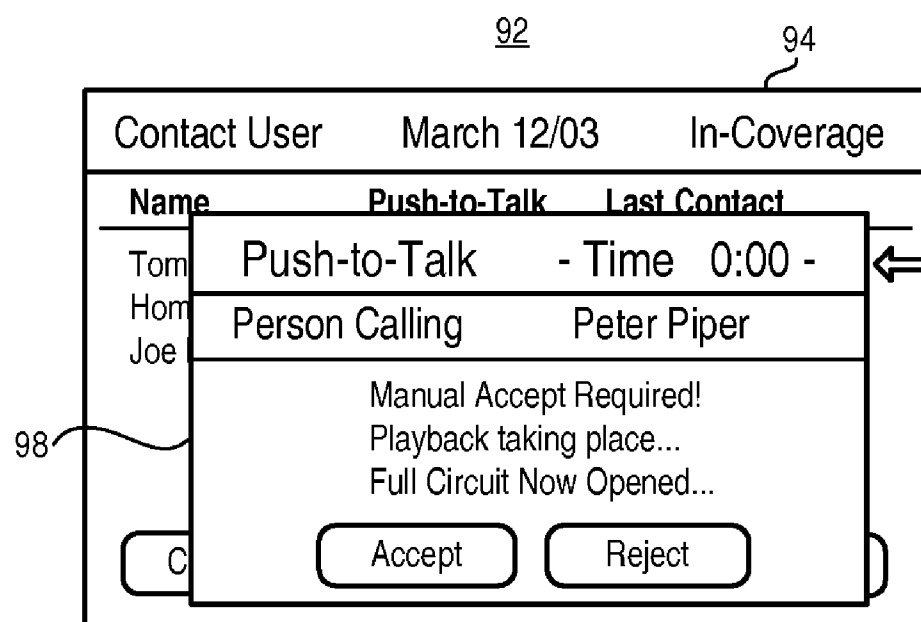 92
94
Contact User March 12/03 In-Coverage
Name Push-to-Talk Last Contact
Push-to-Talk - Time 0:00 -
Tom
Hom
Joe
Person Calling Peter Piper
Manual Accept Required!
Playback taking place...
Full Circuit Now Opened...
98
C
Accept Reject